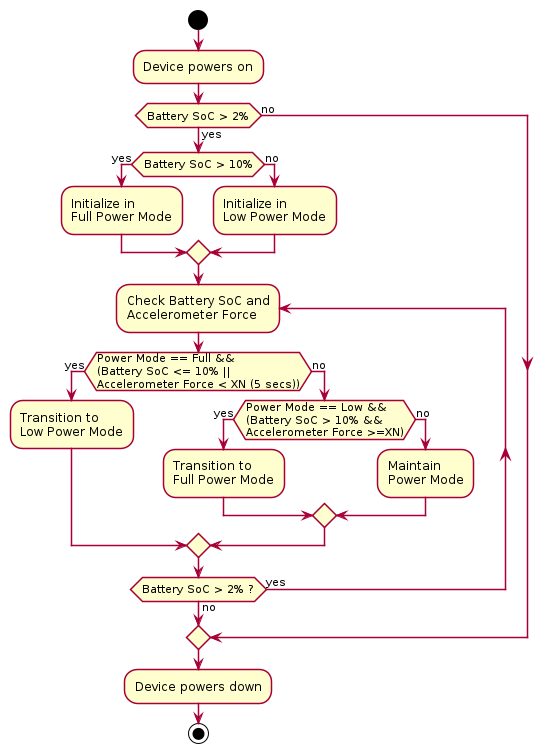 Device powers on
Battery SoC > 2%
no
yes
yes
Battery SoC > 10%
no
Initialize in
Full Power Mode
Initialize in
Low Power Mode
Check Battery SoC and
Accelerometer Force
yes
Power Mode == Full &&
(Battery SoC <= 10% ||
Accelerometer Force < XN (5 secs))
no
Transition to
Low Power Mode
yes
Power Mode == Low &&
(Battery SoC > 10% &&
Accelerometer Force >=XN)
no
Transition to
Full Power Mode
Maintain
Power Mode
Battery SoC > 2% ?
yes
no
Device powers down